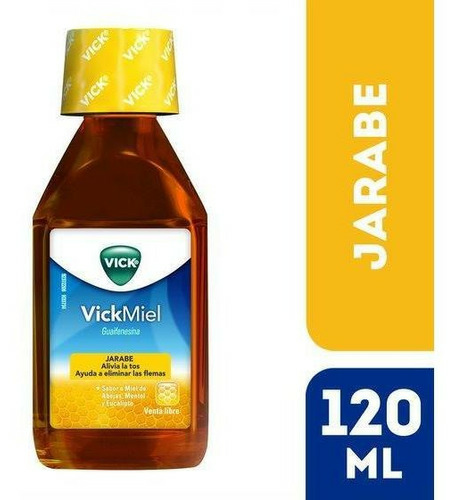 VICK®
VICK®
VickMiel
Guaifenesina
JARABE
Alivia la tos
Ayuda a eliminar las flemas
• Sabor a Miel de
Abejas, Mentol
y Eucalipto
Venta libre
JARABE
120
ML